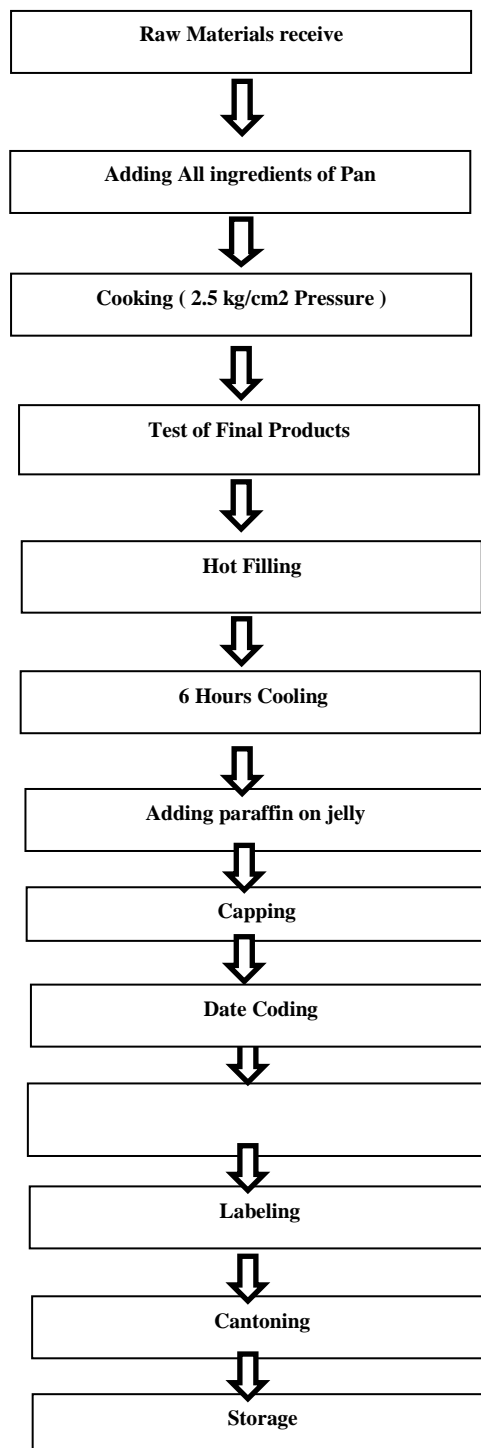 Raw Materials receive
Adding All ingredients of Pan
Cooking ( 2.5 kg/cm2 Pressure )
Test of Final Products
Hot Filling
6 Hours Cooling
Adding paraffin on jelly
Capping
Date Coding
Labeling
Cantoning
Storage